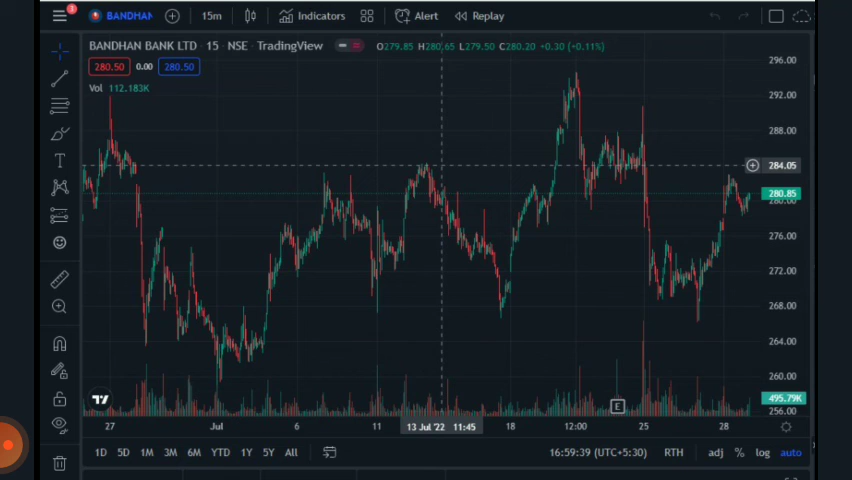 3
BANDHAN 15m Indicators Alert Replay
BANDHAN BANK LTD · 15 · NSE · TradingView O279.85 H280.65 L279.50 C280.20 +0.30 (+0.11%)
280.50 0.00 280.50
Vol 112.183K
296.00
292.00
288.00
284.05
280.85
280.00
276.00
272.00
268.00
264.00
260.00
495.79K
256.00
E
27 Jul 6 11 13 Jul '22 11:45 18 12:00 25 28
1D 5D 1M 3M 6M YTD 1Y 5Y All 16:59:39 (UTC+5:30) RTH adj % log auto